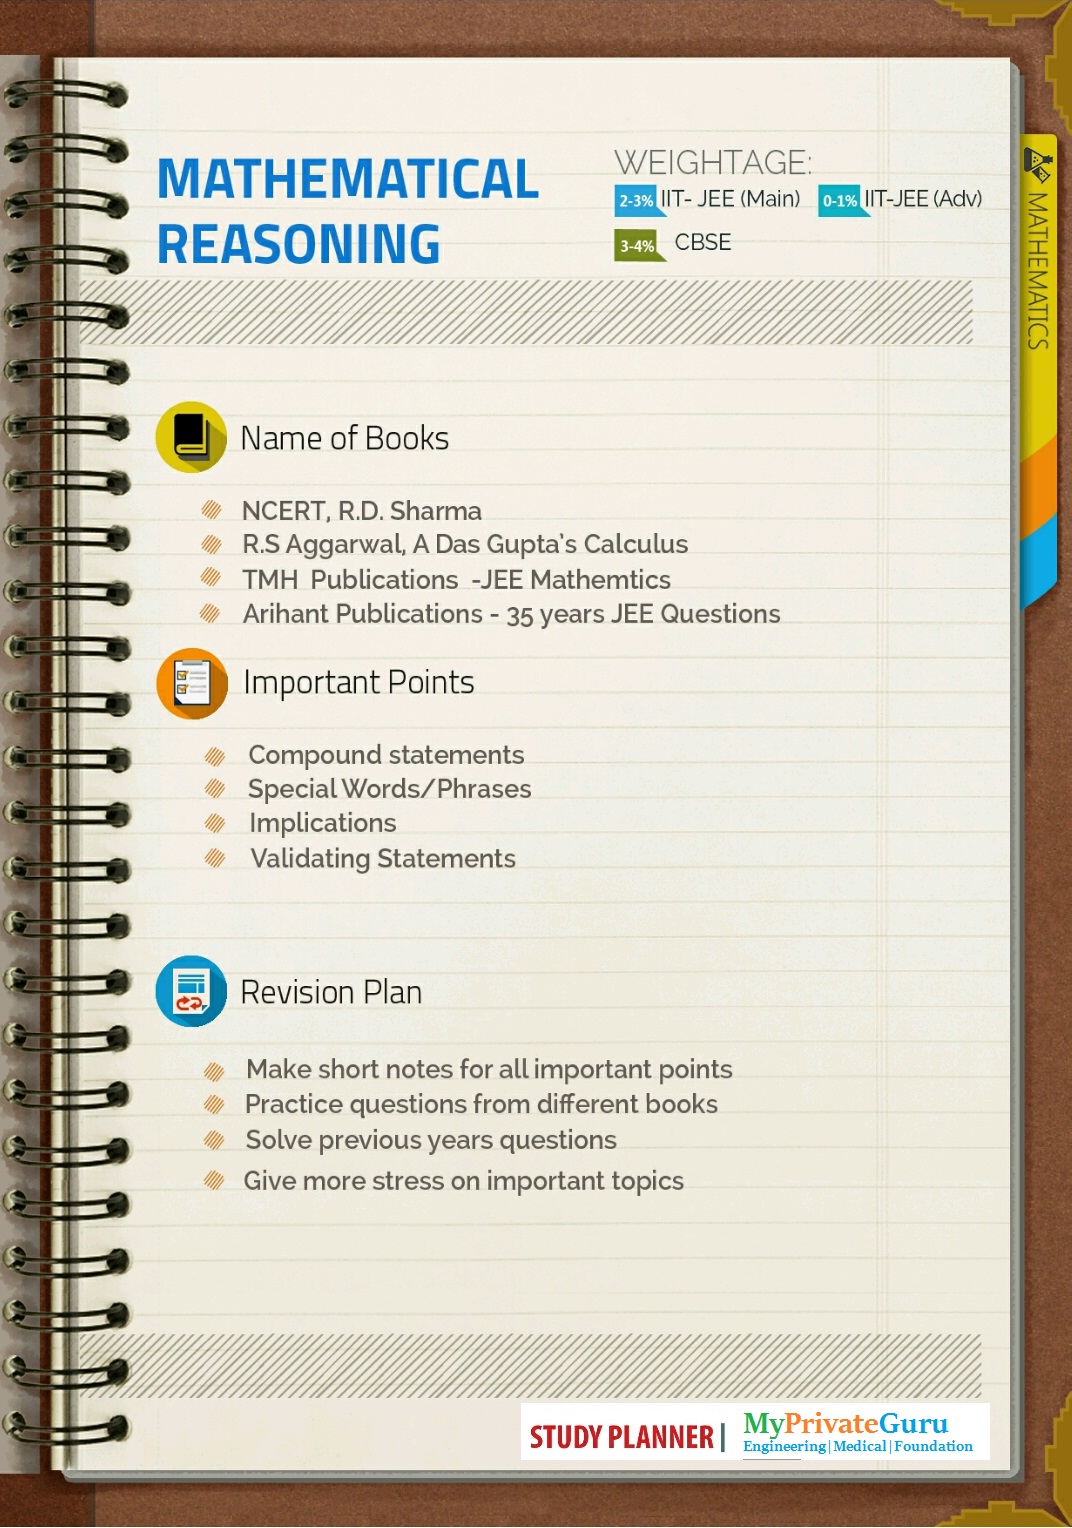 MATHEMATICAL
REASONING
WEIGHTAGE:
2-3% IIT- JEE (Main) 0-1% IIT-JEE (Adv)
3-4% CBSE
MATHEMATICS
Name of Books
NCERT, R.D. Sharma
R.S Aggarwal, A Das Gupta's Calculus
TMH Publications -JEE Mathemtics
Arihant Publications - 35 years JEE Questions
Important Points
Compound statements
Special Words/Phrases
Implications
Validating Statements
Revision Plan
Make short notes for all important points
Practice questions from different books
Solve previous years questions
Give more stress on important topics
STUDY PLANNER |
MyPrivateGuru
Engineering|Medical|Foundation